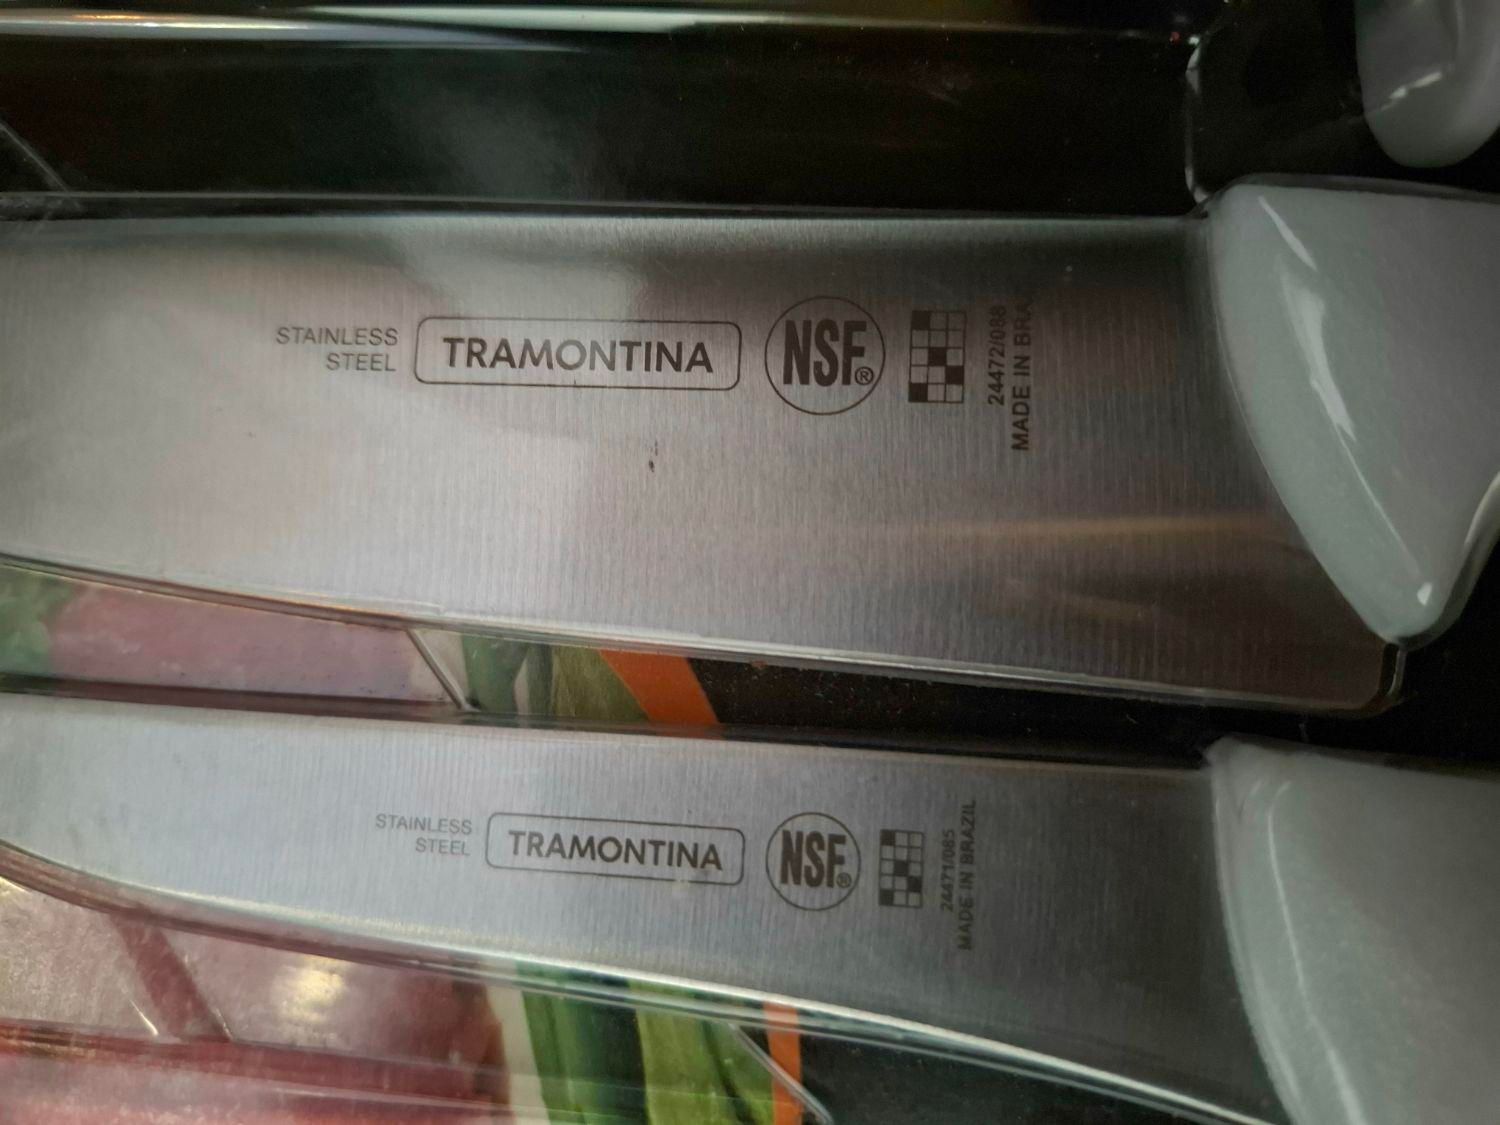 STAINLESS
STEEL
TRAMONTINA
NSF®
24472/088
MADE IN BRA
STAINLESS
STEEL
TRAMONTINA
NSF®
24471/085
MADE IN BRAZIL